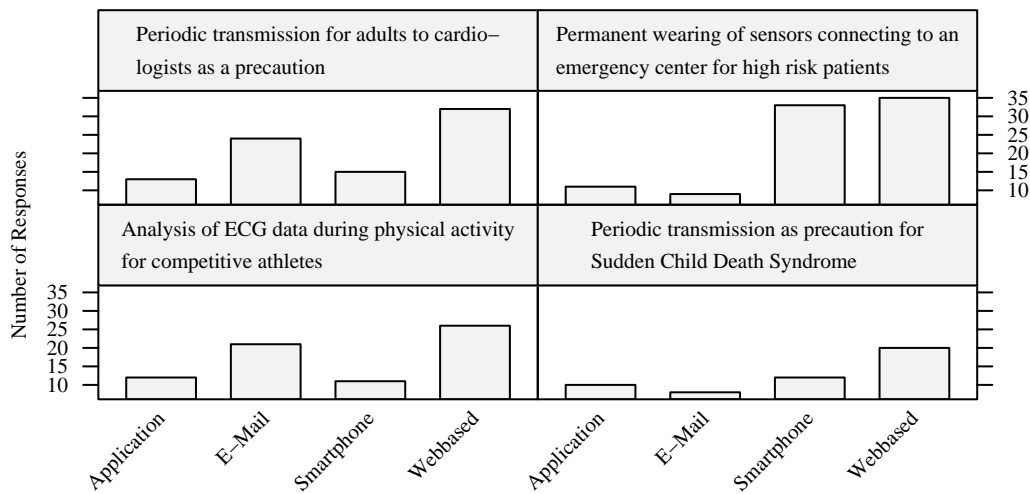 Periodic transmission for adults to cardio–
logists as a precaution
Permanent wearing of sensors connecting to an
emergency center for high risk patients
35
30
25
20
15
10
Number of Responses
Analysis of ECG data during physical activity
for competitive athletes
Periodic transmission as precaution for
Sudden Child Death Syndrome
35
30
25
20
15
10
Application
E–Mail
Smartphone
Webbased
Application
E–Mail
Smartphone
Webbased